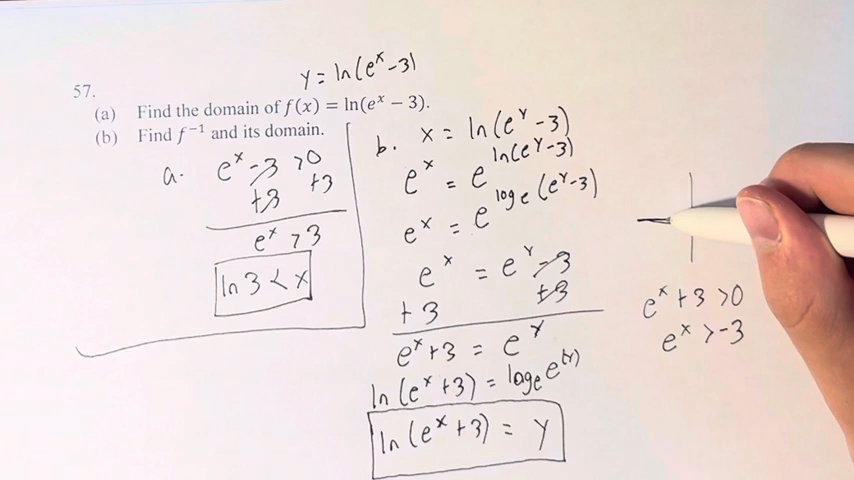 y = ln(e^x - 3)
57.
(a) Find the domain of f(x) = ln(e^x − 3).
(b) Find f^−1 and its domain.
a.
e^x - 3 > 0
+3 +3
e^x > 3
ln 3 < x
b. x = ln(e^y - 3)
e^x = e^ln(e^y - 3)
e^x = e^log_e(e^y - 3)
e^x = e^y - 3
+3 +3
e^x + 3 = e^y
ln(e^x + 3) = log_e e^(y)
ln(e^x + 3) = y
e^x + 3 > 0
e^x > -3